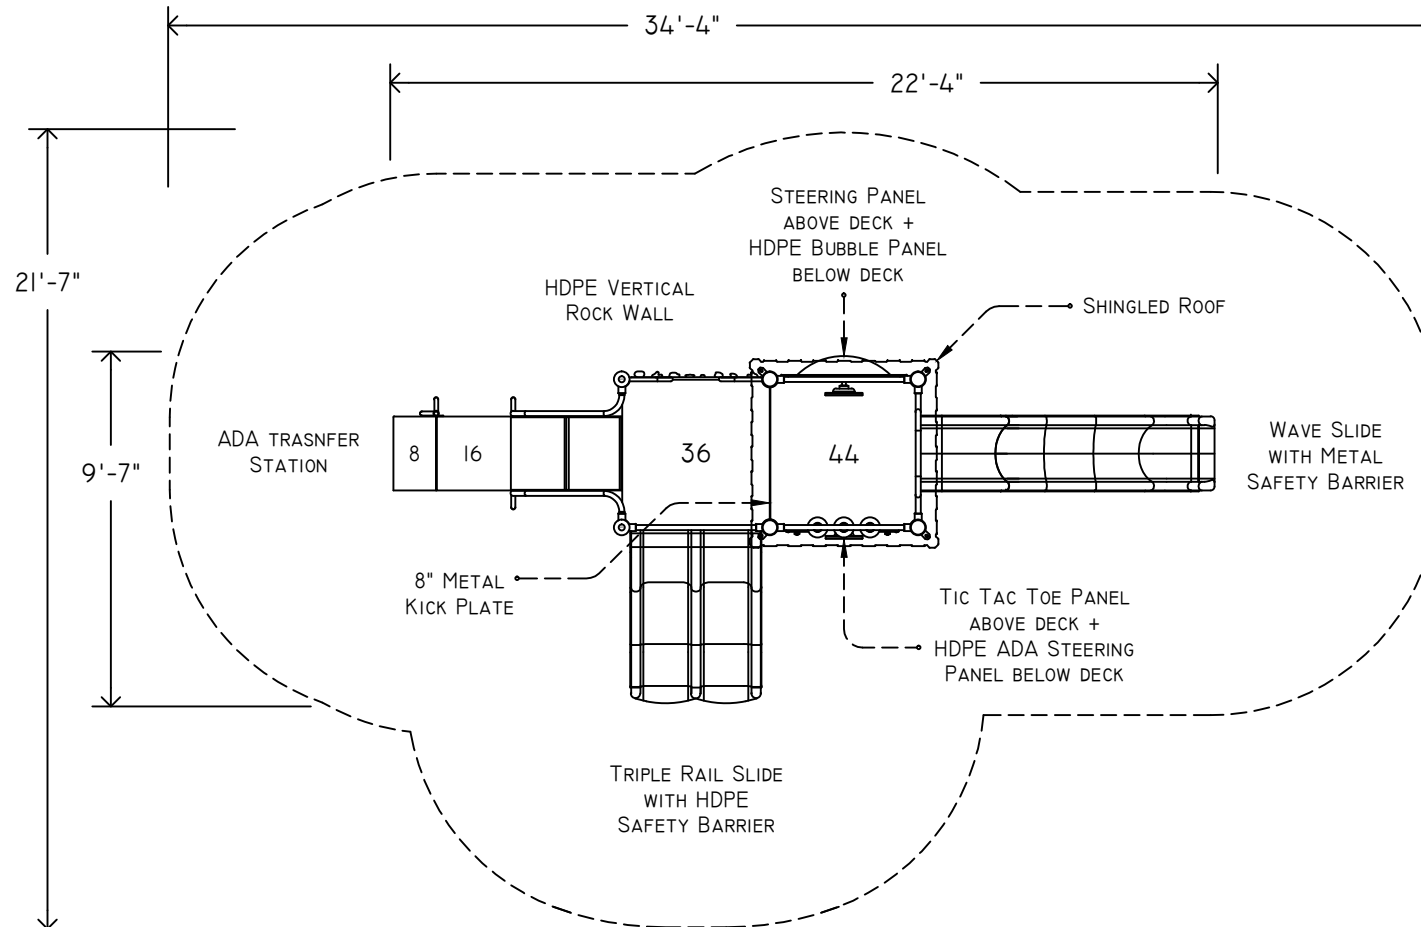 34'-4"
22'-4"
STEERING PANEL
ABOVE DECK +
HDPE BUBBLE PANEL
BELOW DECK
21'-7"
HDPE VERTICAL
ROCK WALL
SHINGLED ROOF
ADA TRASNFER
STATION
9'-7"
8
16
36
44
WAVE SLIDE
WITH METAL
SAFETY BARRIER
8" METAL
KICK PLATE
TIC TAC TOE PANEL
ABOVE DECK +
HDPE ADA STEERING
PANEL BELOW DECK
TRIPLE RAIL SLIDE
WITH HDPE
SAFETY BARRIER